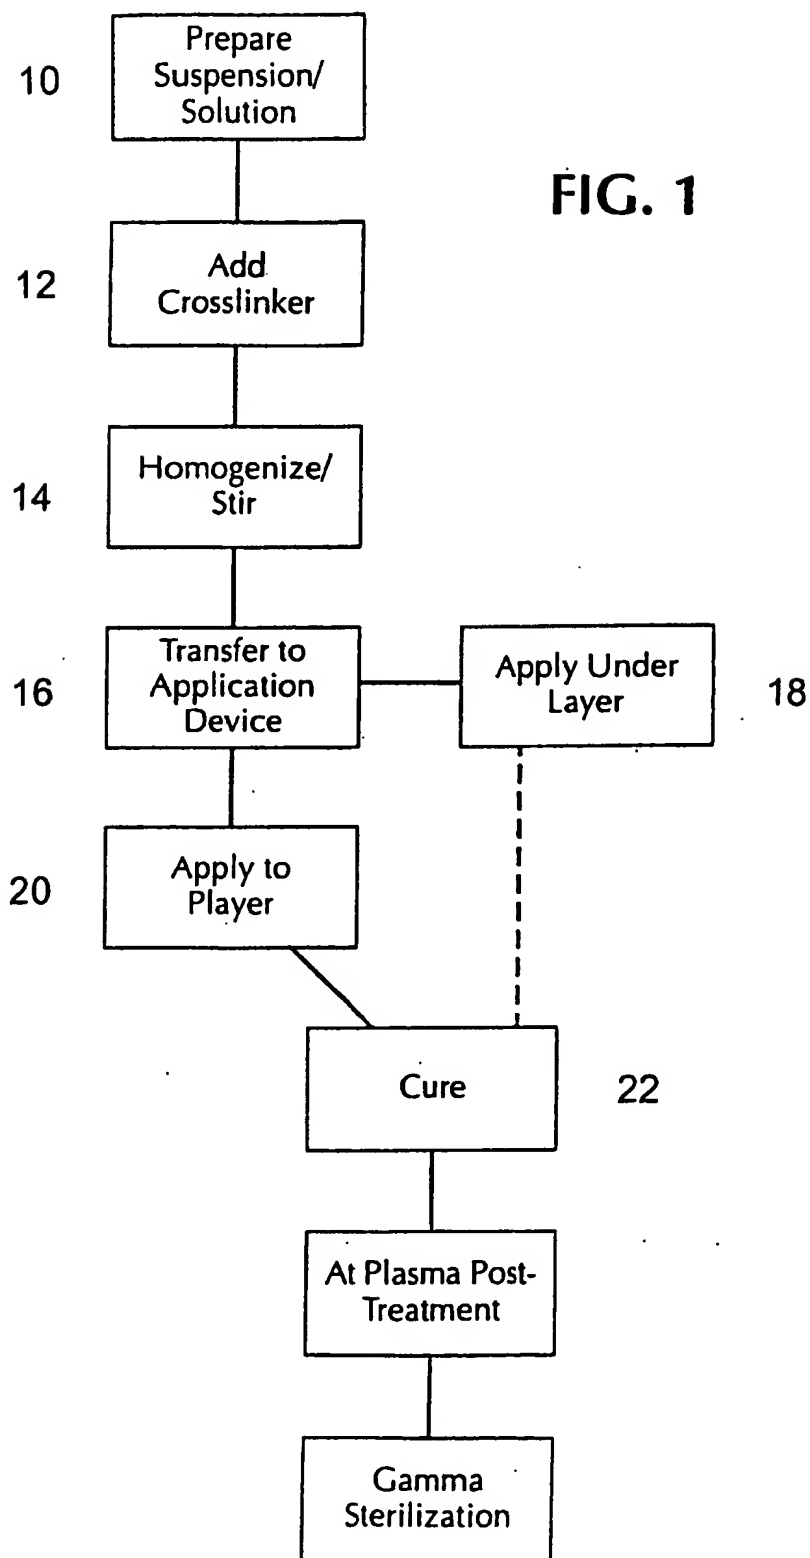 Prepare
Suspension/
Solution
10
FIG. 1
Add
Crosslinker
12
Homogenize/
Stir
14
Transfer to
Application
Device
16
Apply Under
Layer
18
Apply to
Player
20
Cure
22
At Plasma Post-
Treatment
Gamma
Sterilization